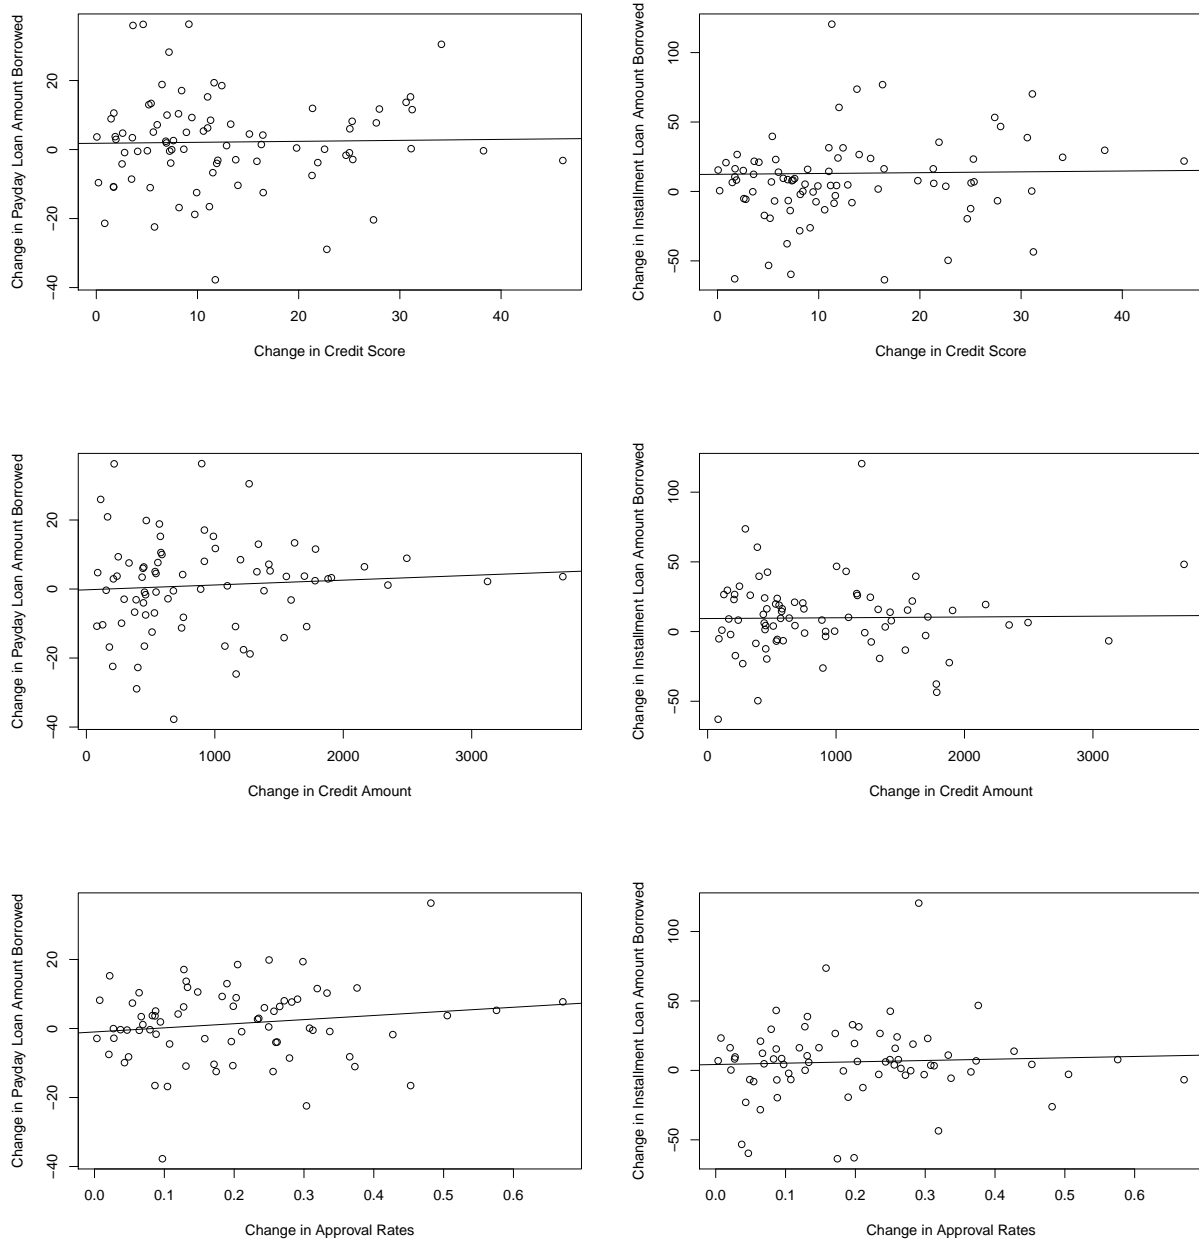 Change in Payday Loan Amount Borrowed
−40 −20 0 20
0 10 20 30 40
Change in Credit Score
Change in Installment Loan Amount Borrowed
−50 0 50 100
0 10 20 30 40
Change in Credit Score
Change in Payday Loan Amount Borrowed
−40 −20 0 20
0 1000 2000 3000
Change in Credit Amount
Change in Installment Loan Amount Borrowed
−50 0 50 100
0 1000 2000 3000
Change in Credit Amount
Change in Payday Loan Amount Borrowed
−40 −20 0 20
0.0 0.1 0.2 0.3 0.4 0.5 0.6
Change in Approval Rates
Change in Installment Loan Amount Borrowed
−50 0 50 100
0.0 0.1 0.2 0.3 0.4 0.5 0.6
Change in Approval Rates